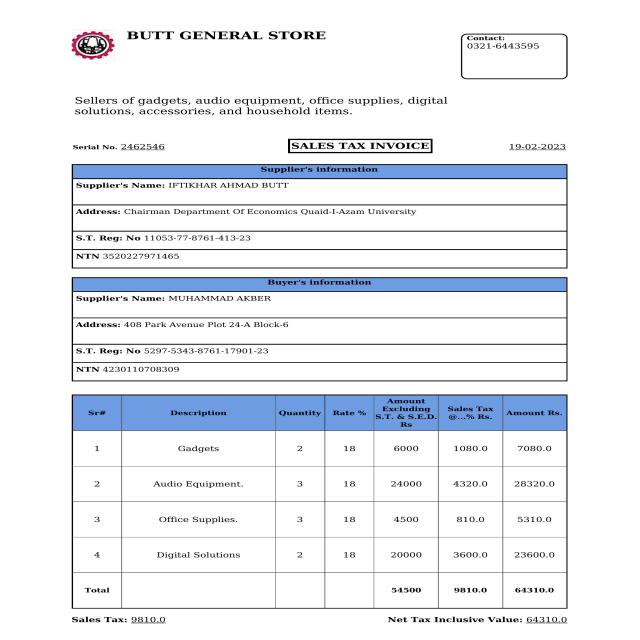 BUTT GENERAL STORE
Contact:
0321-6443595
Sellers of gadgets, audio equipment, office supplies, digital
solutions, accessories, and household items.
Serial No. 2462546 SALES TAX INVOICE 19-02-2023
Supplier's information
Supplier's Name: IFTIKHAR AHMAD BUTT
Address: Chairman Department Of Economics Quaid-I-Azam University
S.T. Reg: No 11053-77-8761-413-23
NTN 3520227971465
Buyer's information
Supplier's Name: MUHAMMAD AKBER
Address: 408 Park Avenue Plot 24-A Block-6
S.T. Reg: No 5297-5343-8761-17901-23
NTN 4230110708309
Sr# Description Quantity Rate % Amount Excluding S.T. & S.E.D. Rs Sales Tax @...% Rs. Amount Rs.
1 Gadgets 2 18 6000 1080.0 7080.0
2 Audio Equipment. 3 18 24000 4320.0 28320.0
3 Office Supplies. 3 18 4500 810.0 5310.0
4 Digital Solutions 2 18 20000 3600.0 23600.0
Total 54500 9810.0 64310.0
Sales Tax: 9810.0 Net Tax Inclusive Value: 64310.0